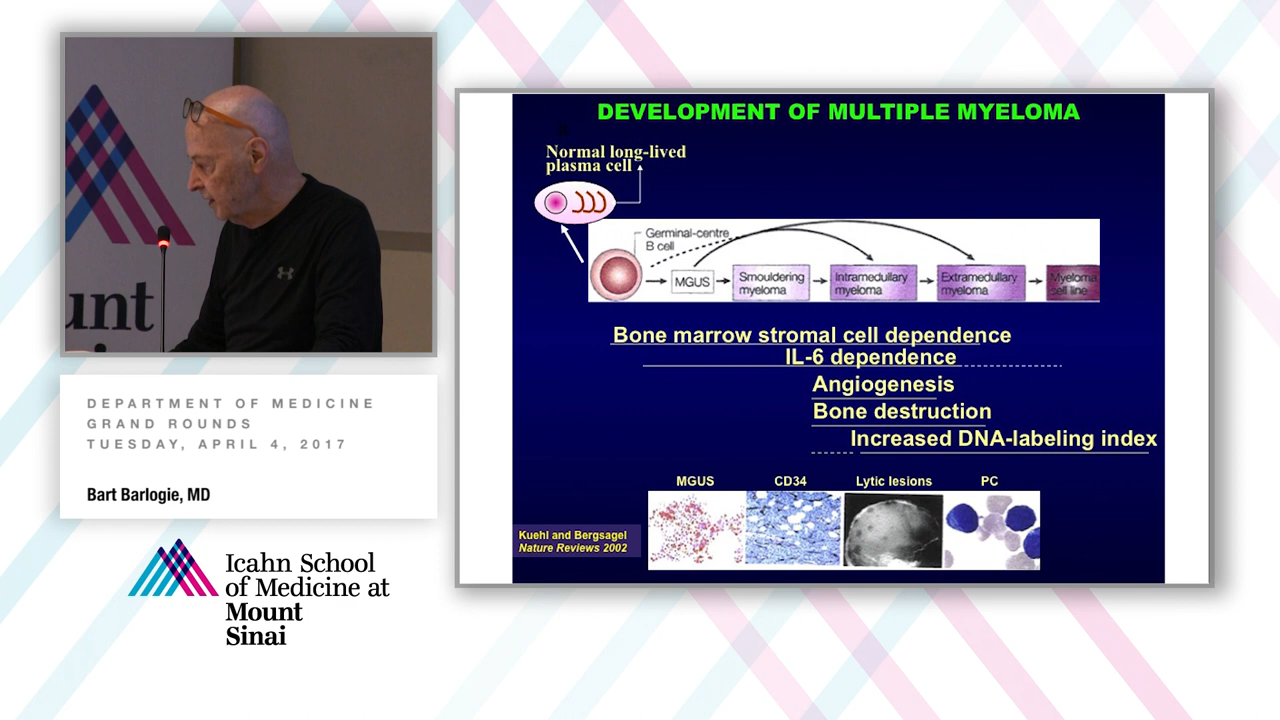 unt
DEPARTMENT OF MEDICINE
GRAND ROUNDS
TUESDAY, APRIL 4, 2017
Bart Barlogie, MD
Icahn School
of Medicine at
Mount
Sinai
DEVELOPMENT OF MULTIPLE MYELOMA
Normal long-lived
plasma cell
Germinal-centre
B cell
MGUS
Smouldering
myeloma
Intramedullary
myeloma
Extramedullary
myeloma
Myeloma
cell line
Bone marrow stromal cell dependence
IL-6 dependence
Angiogenesis
Bone destruction
Increased DNA-labeling index
MGUS
CD34
Lytic lesions
PC
Kuehl and Bergsagel
Nature Reviews 2002